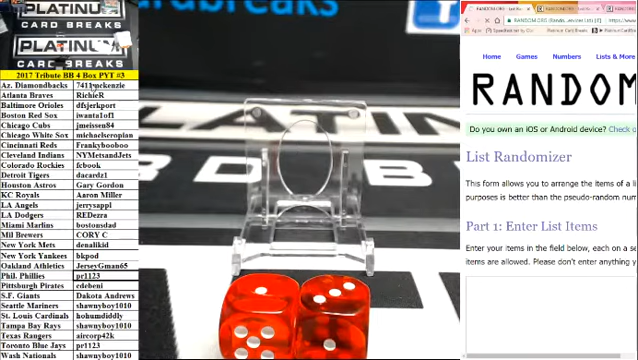 PLATINUM
CARD BREAKS
PLATINUM
CARD BREAKS
2017 Tribute BB 4 Box PYT #3
Az. Diamondbacks 7411mckenzie
Atlanta Braves RichieR
Baltimore Orioles dfsjerkport
Boston Red Sox iwanta1of1
Chicago Cubs jmeissen84
Chicago White Sox michaelseropian
Cincinnati Reds Frankybooboo
Cleveland Indians NYMetsandJets
Colorado Rockies fcbook
Detroit Tigers dacardz1
Houston Astros Gary Gordon
KC Royals Aaron Miller
LA Angels jerrysappl
LA Dodgers REDezra
Miami Marlins bostonsdad
Mil Brewers CORY C
New York Mets denalikid
New York Yankees bkpod
Oakland Athletics JerseyGman65
Phil. Phillies pr1123
Pittsburgh Pirates edebeni
S.F. Giants Dakota Andrews
Seattle Mariners shawnyboy1010
St. Louis Cardinals hohumdiddly
Tampa Bay Rays shawnyboy1010
Texas Rangers aircorp42k
Toronto Blue Jays pr1123
Wash Nationals shawnyboy1010
Home Games Numbers Lists & More
RANDOM
Do you own an iOS or Android device? Check o
List Randomizer
This form allows you to arrange the items of a li
purposes is better than the pseudo-random numb
Part 1: Enter List Items
Enter your items in the field below, each on a se
items are allowed. Please don't enter anything y